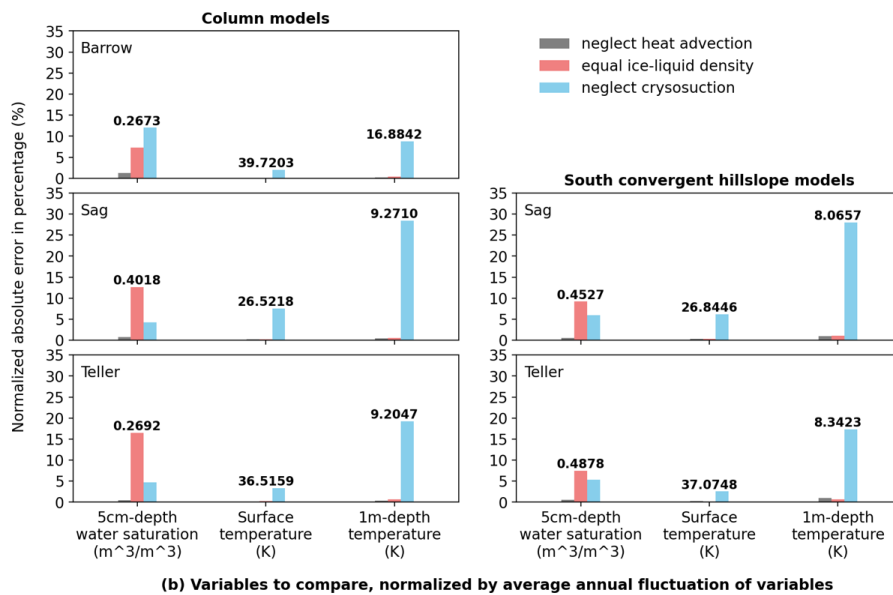 Column models
Normalized absolute error in percentage (%)
neglect heat advection
equal ice-liquid density
neglect crysosuction
35
30
25
20
15
10
5
0
Barrow
0.2673
39.7203
16.8842
35
30
25
20
15
10
5
0
Sag
0.4018
26.5218
9.2710
South convergent hillslope models
35
30
25
20
15
10
5
0
Sag
0.4527
26.8446
8.0657
35
30
25
20
15
10
5
0
Teller
0.2692
36.5159
9.2047
5cm-depth
water saturation
(m^3/m^3)
Surface
temperature
(K)
1m-depth
temperature
(K)
35
30
25
20
15
10
5
0
Teller
0.4878
37.0748
8.3423
5cm-depth
water saturation
(m^3/m^3)
Surface
temperature
(K)
1m-depth
temperature
(K)
(b) Variables to compare, normalized by average annual fluctuation of variables